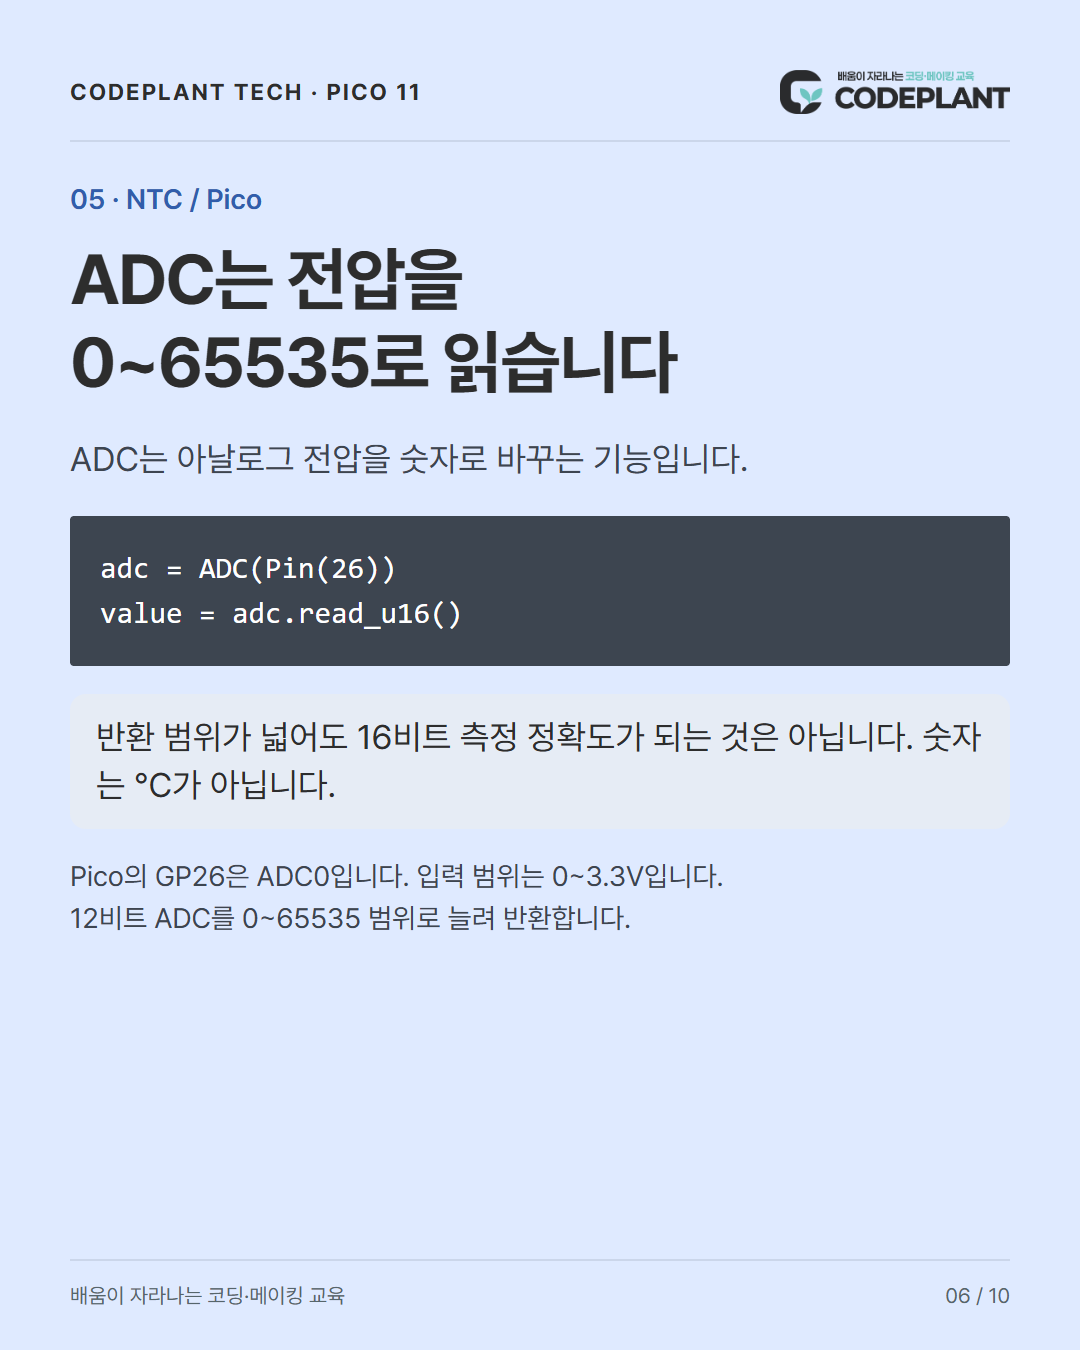 CODEPLANT TECH · PICO 11
배움이 자라나는 코딩·메이킹 교육
CODEPLANT
05 · NTC / Pico
ADC는 전압을
0~65535로 읽습니다
ADC는 아날로그 전압을 숫자로 바꾸는 기능입니다.
adc = ADC(Pin(26))
value = adc.read_u16()
반환 범위가 넓어도 16비트 측정 정확도가 되는 것은 아닙니다. 숫자
는 °C가 아닙니다.
Pico의 GP26은 ADC0입니다. 입력 범위는 0~3.3V입니다.
12비트 ADC를 0~65535 범위로 늘려 반환합니다.
배움이 자라나는 코딩·메이킹 교육
06 / 10